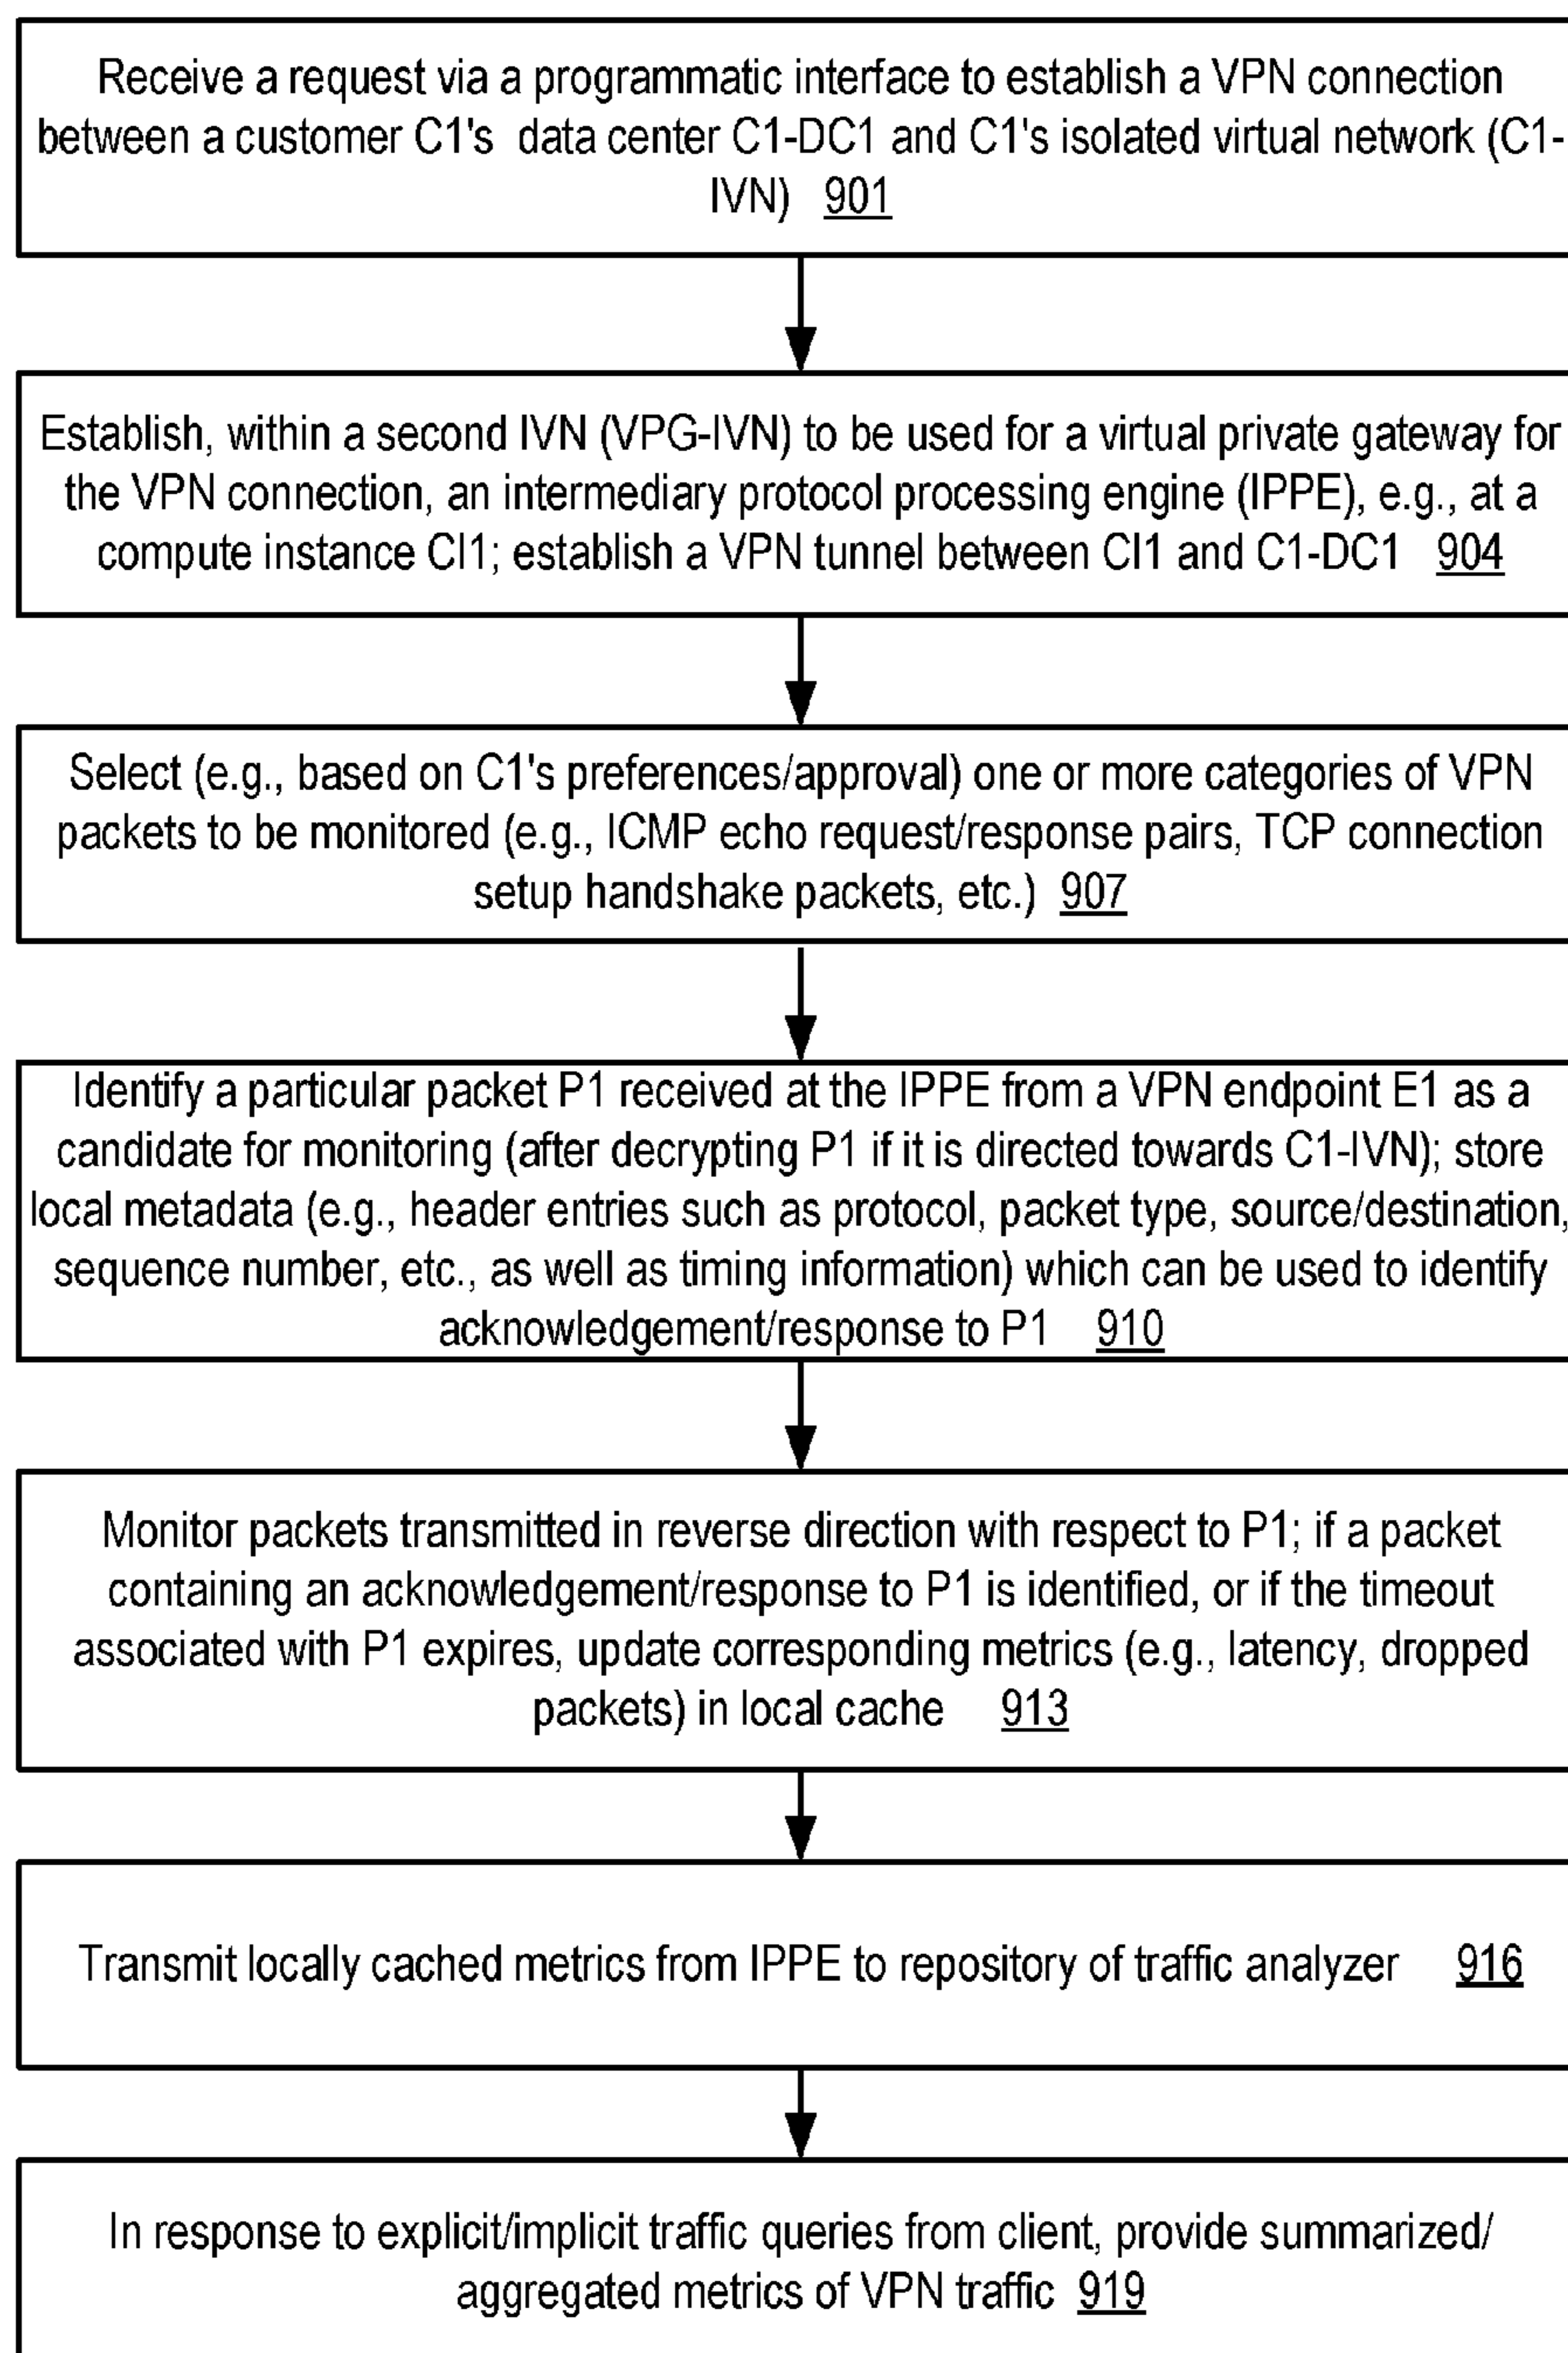 Receive a request via a programmatic interface to establish a VPN connection
between a customer C1's data center C1-DC1 and C1's isolated virtual network (C1-
IVN) 901
Establish, within a second IVN (VPG-IVN) to be used for a virtual private gateway for
the VPN connection, an intermediary protocol processing engine (IPPE), e.g., at a
compute instance CI1; establish a VPN tunnel between CI1 and C1-DC1 904
Select (e.g., based on C1's preferences/approval) one or more categories of VPN
packets to be monitored (e.g., ICMP echo request/response pairs, TCP connection
setup handshake packets, etc.) 907
Identify a particular packet P1 received at the IPPE from a VPN endpoint E1 as a
candidate for monitoring (after decrypting P1 if it is directed towards C1-IVN); store
local metadata (e.g., header entries such as protocol, packet type, source/destination,
sequence number, etc., as well as timing information) which can be used to identify
acknowledgement/response to P1 910
Monitor packets transmitted in reverse direction with respect to P1; if a packet
containing an acknowledgement/response to P1 is identified, or if the timeout
associated with P1 expires, update corresponding metrics (e.g., latency, dropped
packets) in local cache 913
Transmit locally cached metrics from IPPE to repository of traffic analyzer 916
In response to explicit/implicit traffic queries from client, provide summarized/
aggregated metrics of VPN traffic 919